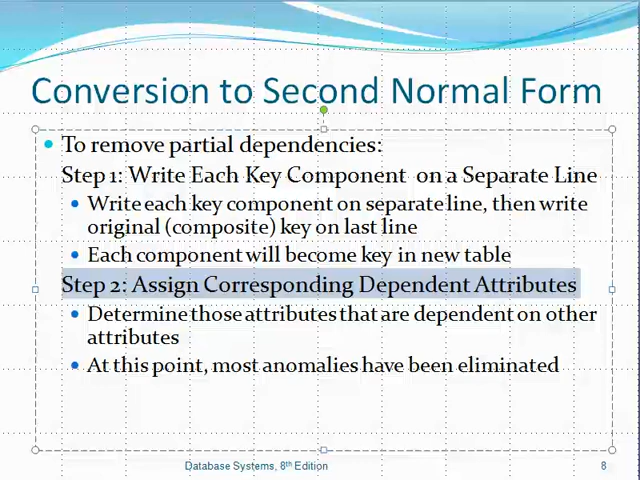 Conversion to Second Normal Form
To remove partial dependencies:
Step 1: Write Each Key Component on a Separate Line
Write each key component on separate line, then write
original (composite) key on last line
Each component will become key in new table
Step 2: Assign Corresponding Dependent Attributes
Determine those attributes that are dependent on other
attributes
At this point, most anomalies have been eliminated
Database Systems, 8th Edition
8